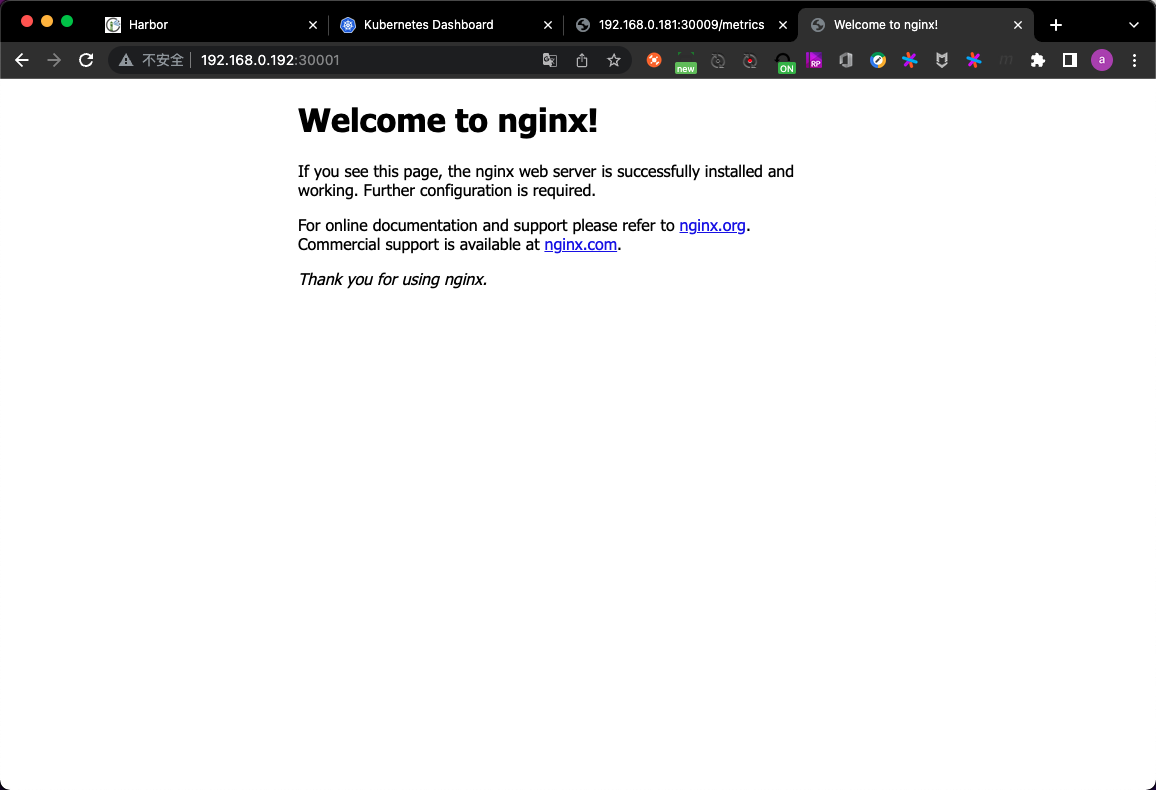 Harbor
Kubernetes Dashboard
192.168.0.181:30009/metrics
Welcome to nginx!
不安全
192.168.0.192:30001
new
ON
RP
m
a
Welcome to nginx!
If you see this page, the nginx web server is successfully installed and
working. Further configuration is required.
For online documentation and support please refer to nginx.org.
Commercial support is available at nginx.com.
Thank you for using nginx.